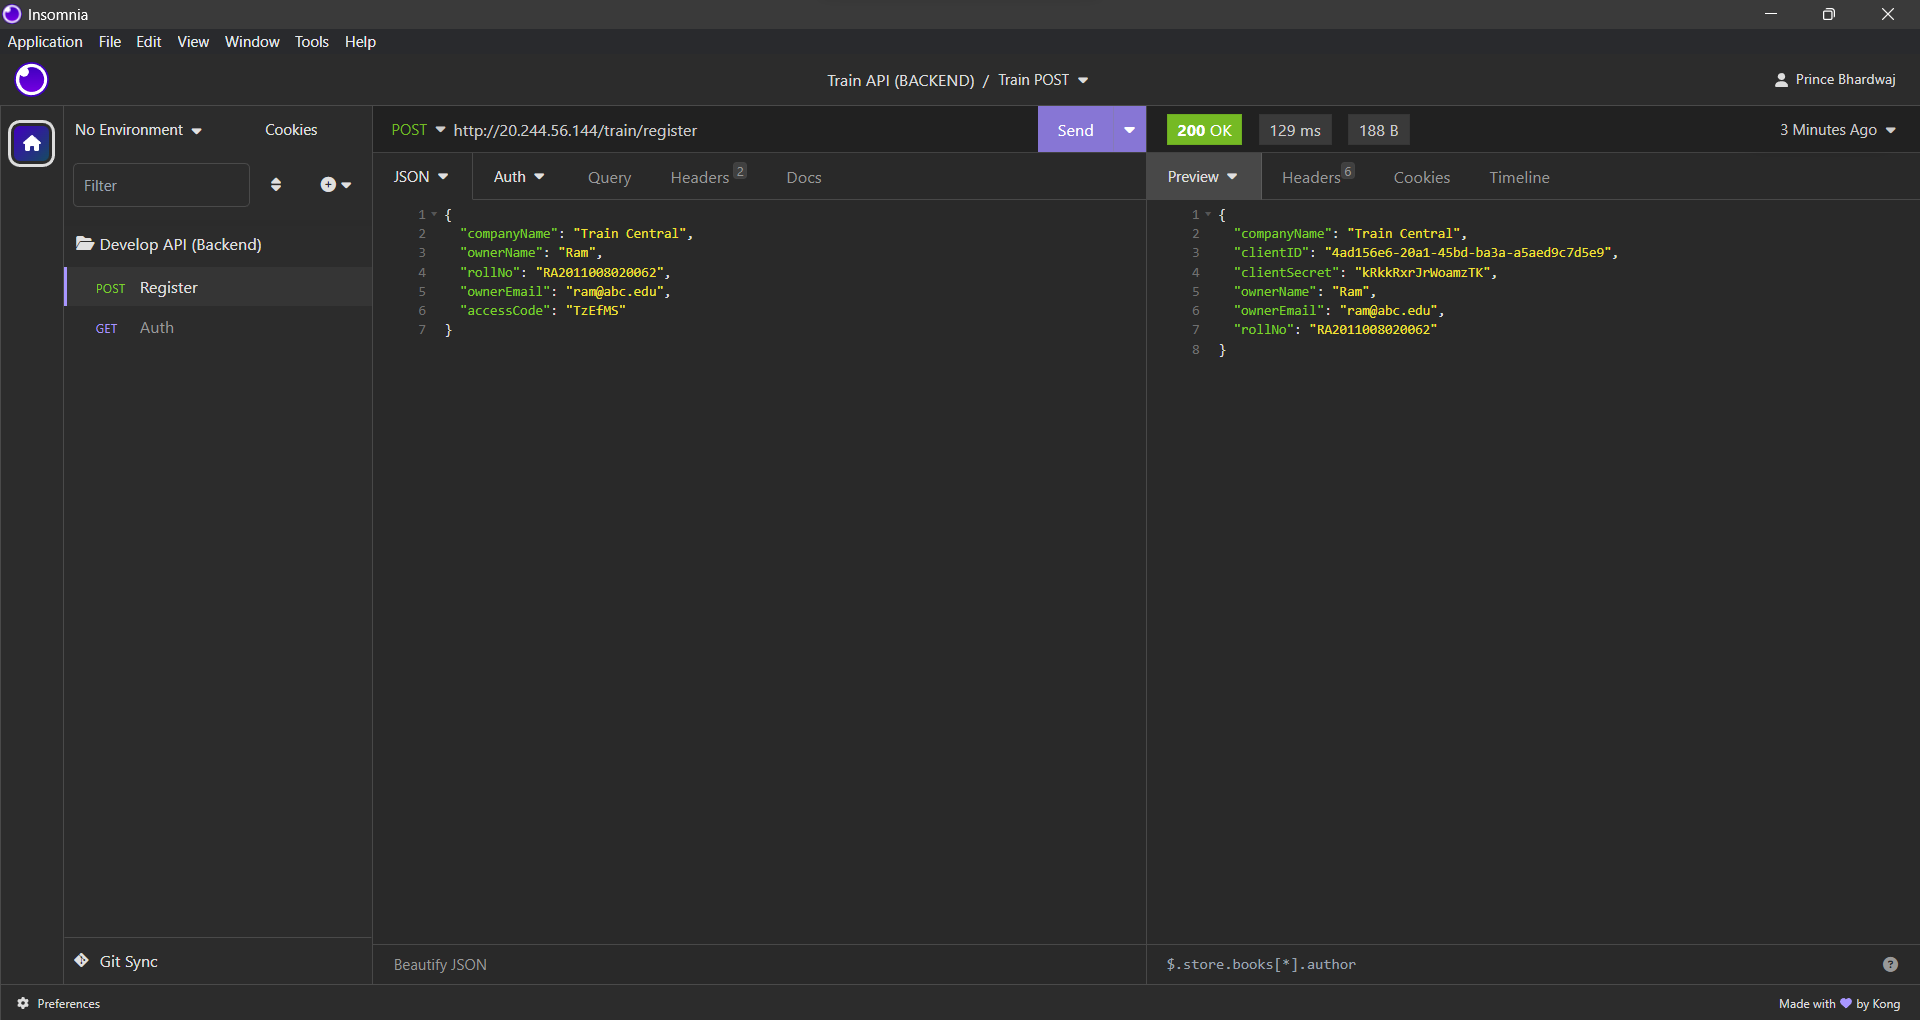 Insomnia
Application File Edit View Window Tools Help
Train API (BACKEND) / Train POST
Prince Bhardwaj
No Environment
Cookies
Filter
Develop API (Backend)
POST Register
GET Auth
Git Sync
POST http://20.244.56.144/train/register
Send
JSON Auth Query Headers 2 Docs
1 {
2 "companyName": "Train Central",
3 "ownerName": "Ram",
4 "rollNo": "RA2011008020062",
5 "ownerEmail": "ram@abc.edu",
6 "accessCode": "TzEfMS"
7 }
Beautify JSON
200 OK 129 ms 188 B
3 Minutes Ago
Preview Headers 6 Cookies Timeline
1 {
2 "companyName": "Train Central",
3 "clientID": "4ad156e6-20a1-45bd-ba3a-a5aed9c7d5e9",
4 "clientSecret": "kRkkRxrJrWoamzTK",
5 "ownerName": "Ram",
6 "ownerEmail": "ram@abc.edu",
7 "rollNo": "RA2011008020062"
8 }
$.store.books[*].author
Preferences
Made with 💜 by Kong